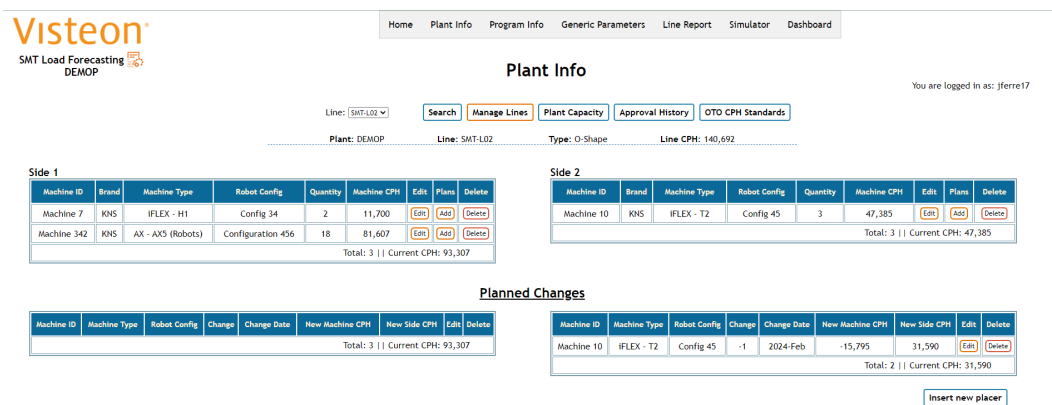 Visteon
SMT Load Forecasting
DEMOP
Home Plant Info Program Info Generic Parameters Line Report Simulator Dashboard
Plant Info
You are logged in as: jferre17
Line: SMT-L02 Search Manage Lines Plant Capacity Approval History OTO CPH Standards
Plant: DEMOP Line: SMT-L02 Type: O-Shape Line CPH: 140,692
Side 1
Machine ID Brand Machine Type Robot Config Quantity Machine CPH Edit Plans Delete
Machine 7 KNS IFLEX - H1 Config 34 2 11,700 Edit Add Delete
Machine 342 KNS AX - AX5 (Robots) Configuration 456 18 81,607 Edit Add Delete
Total: 3 || Current CPH: 93,307
Side 2
Machine ID Brand Machine Type Robot Config Quantity Machine CPH Edit Plans Delete
Machine 10 KNS IFLEX - T2 Config 45 3 47,385 Edit Add Delete
Total: 3 || Current CPH: 47,385
Planned Changes
Machine ID Machine Type Robot Config Change Change Date New Machine CPH New Side CPH Edit Delete
Total: 3 || Current CPH: 93,307
Machine ID Machine Type Robot Config Change Change Date New Machine CPH New Side CPH Edit Delete
Machine 10 iFLEX - T2 Config 45 -1 2024-Feb -15,795 31,590 Edit Delete
Total: 2 || Current CPH: 31,590
Insert new placer